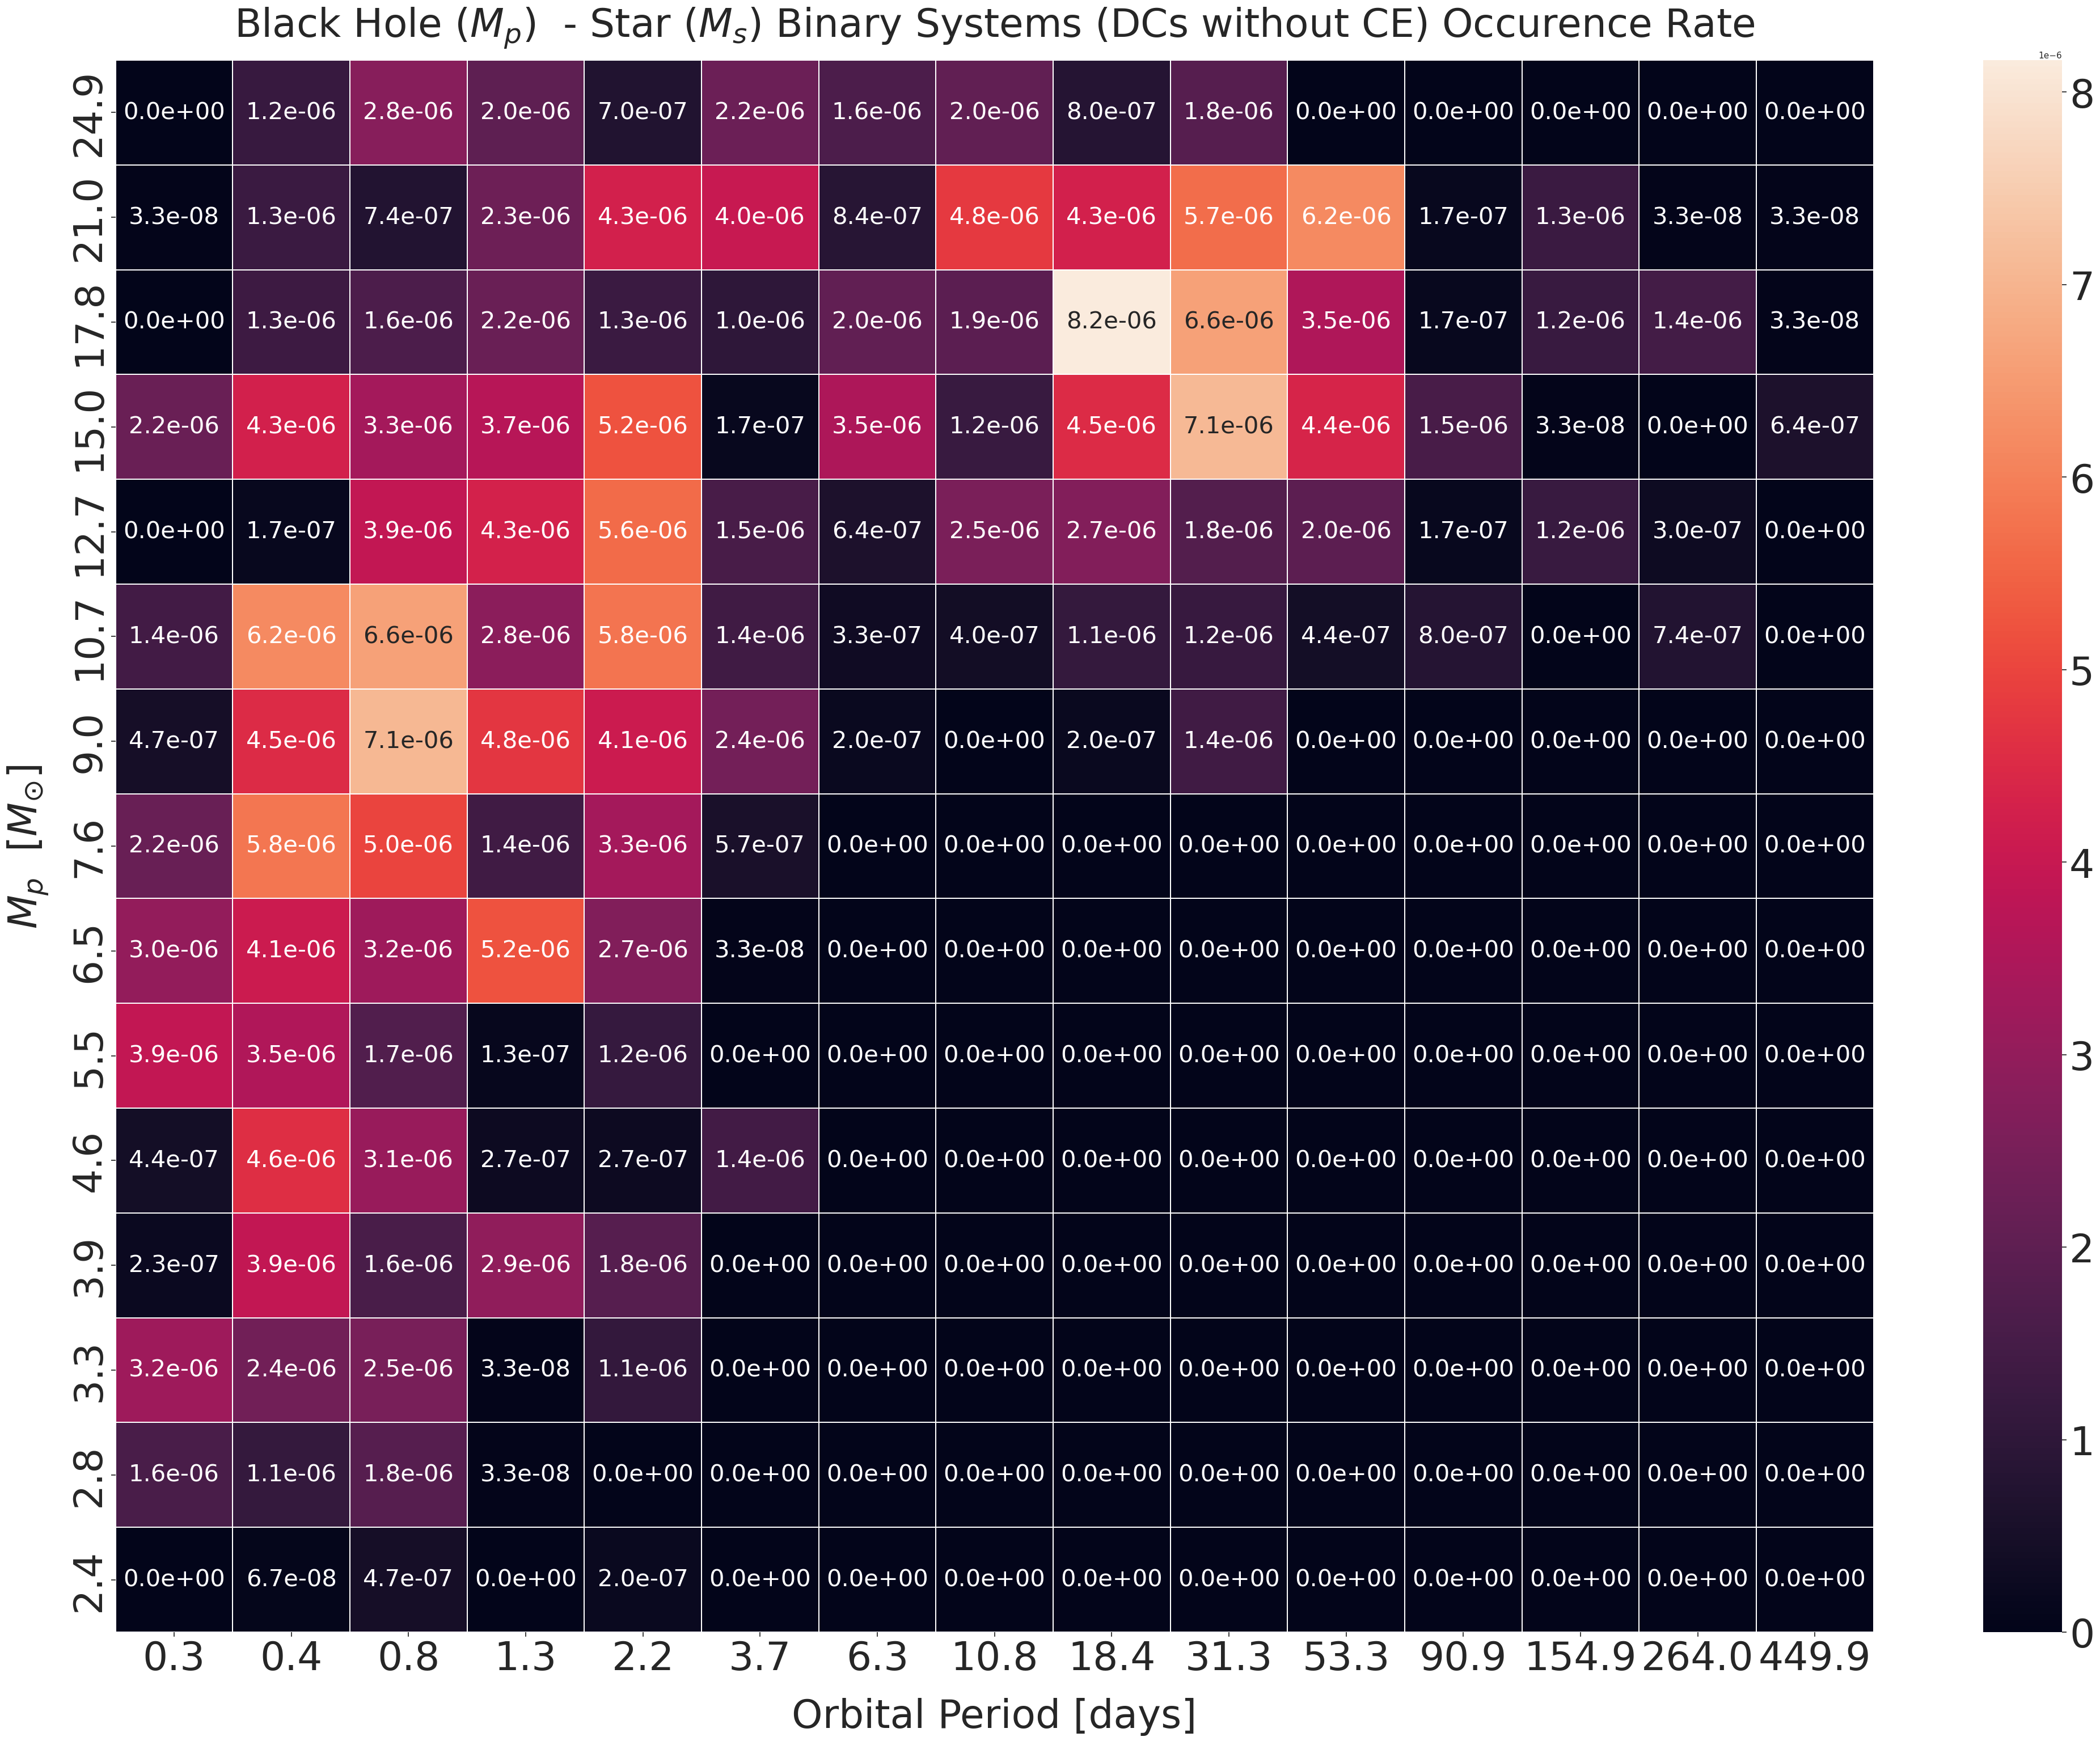 Black Hole (Mp) - Star (Ms) Binary Systems (DCs without CE) Occurence Rate
1e−6
24.9 0.0e+00 1.2e-06 2.8e-06 2.0e-06 7.0e-07 2.2e-06 1.6e-06 2.0e-06 8.0e-07 1.8e-06 0.0e+00 0.0e+00 0.0e+00 0.0e+00 0.0e+00 8
21.0 3.3e-08 1.3e-06 7.4e-07 2.3e-06 4.3e-06 4.0e-06 8.4e-07 4.8e-06 4.3e-06 5.7e-06 6.2e-06 1.7e-07 1.3e-06 3.3e-08 3.3e-08
17.8 0.0e+00 1.3e-06 1.6e-06 2.2e-06 1.3e-06 1.0e-06 2.0e-06 1.9e-06 8.2e-06 6.6e-06 3.5e-06 1.7e-07 1.2e-06 1.4e-06 3.3e-08 7
15.0 2.2e-06 4.3e-06 3.3e-06 3.7e-06 5.2e-06 1.7e-07 3.5e-06 1.2e-06 4.5e-06 7.1e-06 4.4e-06 1.5e-06 3.3e-08 0.0e+00 6.4e-07 6
12.7 0.0e+00 1.7e-07 3.9e-06 4.3e-06 5.6e-06 1.5e-06 6.4e-07 2.5e-06 2.7e-06 1.8e-06 2.0e-06 1.7e-07 1.2e-06 3.0e-07 0.0e+00
10.7 1.4e-06 6.2e-06 6.6e-06 2.8e-06 5.8e-06 1.4e-06 3.3e-07 4.0e-07 1.1e-06 1.2e-06 4.4e-07 8.0e-07 0.0e+00 7.4e-07 0.0e+00 5
9.0 4.7e-07 4.5e-06 7.1e-06 4.8e-06 4.1e-06 2.4e-06 2.0e-07 0.0e+00 2.0e-07 1.4e-06 0.0e+00 0.0e+00 0.0e+00 0.0e+00 0.0e+00
Mp [M⊙]
7.6 2.2e-06 5.8e-06 5.0e-06 1.4e-06 3.3e-06 5.7e-07 0.0e+00 0.0e+00 0.0e+00 0.0e+00 0.0e+00 0.0e+00 0.0e+00 0.0e+00 0.0e+00 4
6.5 3.0e-06 4.1e-06 3.2e-06 5.2e-06 2.7e-06 3.3e-08 0.0e+00 0.0e+00 0.0e+00 0.0e+00 0.0e+00 0.0e+00 0.0e+00 0.0e+00 0.0e+00
5.5 3.9e-06 3.5e-06 1.7e-06 1.3e-07 1.2e-06 0.0e+00 0.0e+00 0.0e+00 0.0e+00 0.0e+00 0.0e+00 0.0e+00 0.0e+00 0.0e+00 0.0e+00 3
4.6 4.4e-07 4.6e-06 3.1e-06 2.7e-07 2.7e-07 1.4e-06 0.0e+00 0.0e+00 0.0e+00 0.0e+00 0.0e+00 0.0e+00 0.0e+00 0.0e+00 0.0e+00
3.9 2.3e-07 3.9e-06 1.6e-06 2.9e-06 1.8e-06 0.0e+00 0.0e+00 0.0e+00 0.0e+00 0.0e+00 0.0e+00 0.0e+00 0.0e+00 0.0e+00 0.0e+00 2
3.3 3.2e-06 2.4e-06 2.5e-06 3.3e-08 1.1e-06 0.0e+00 0.0e+00 0.0e+00 0.0e+00 0.0e+00 0.0e+00 0.0e+00 0.0e+00 0.0e+00 0.0e+00
2.8 1.6e-06 1.1e-06 1.8e-06 3.3e-08 0.0e+00 0.0e+00 0.0e+00 0.0e+00 0.0e+00 0.0e+00 0.0e+00 0.0e+00 0.0e+00 0.0e+00 0.0e+00 1
2.4 0.0e+00 6.7e-08 4.7e-07 0.0e+00 2.0e-07 0.0e+00 0.0e+00 0.0e+00 0.0e+00 0.0e+00 0.0e+00 0.0e+00 0.0e+00 0.0e+00 0.0e+00 0
0.3 0.4 0.8 1.3 2.2 3.7 6.3 10.8 18.4 31.3 53.3 90.9 154.9 264.0 449.9
Orbital Period [days]